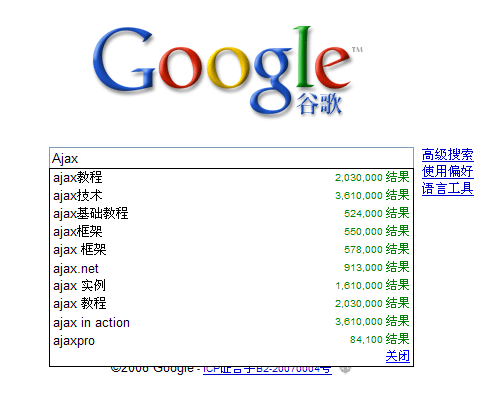 Google™
谷歌
Ajax
高级搜索
使用偏好
语言工具
ajax教程 2,030,000 结果
ajax技术 3,610,000 结果
ajax基础教程 524,000 结果
ajax框架 550,000 结果
ajax 框架 578,000 结果
ajax.net 913,000 结果
ajax 实例 1,610,000 结果
ajax 教程 2,030,000 结果
ajax in action 3,610,000 结果
ajaxpro 84,100 结果
关闭
©2008 Google - ICP证合字B2-20070004号